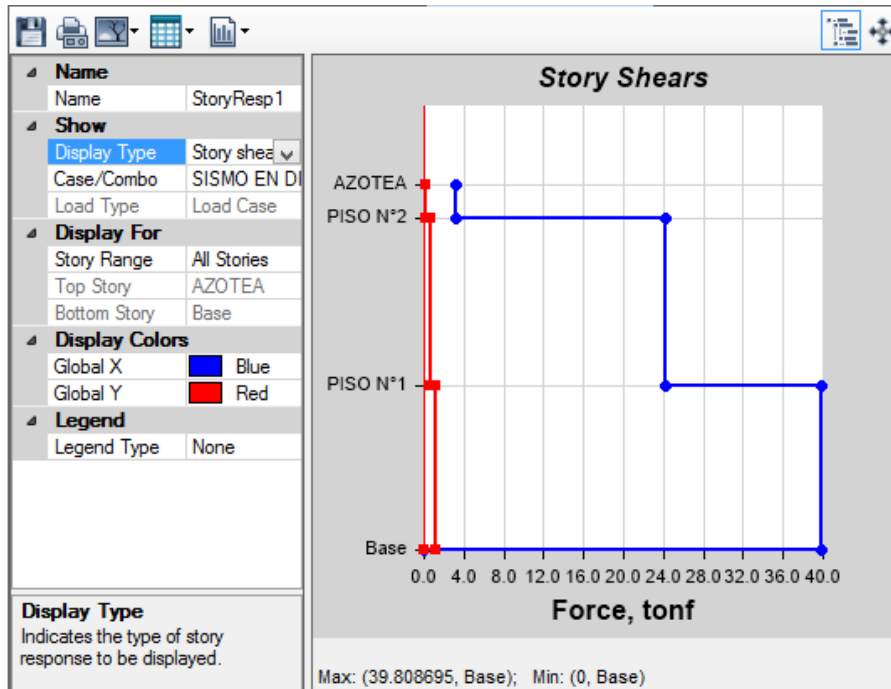 Name
Name StoryResp1
Show
Display Type Story shea
Case/Combo SISMO EN DI
Load Type Load Case
Display For
Story Range All Stories
Top Story AZOTEA
Bottom Story Base
Display Colors
Global X Blue
Global Y Red
Legend
Legend Type None
Display Type
Indicates the type of story
response to be displayed.
Story Shears
AZOTEA
PISO N°2
PISO N°1
Base
0.0 4.0 8.0 12.0 16.0 20.0 24.0 28.0 32.0 36.0 40.0
Force, tonf
Max: (39.808695, Base); Min: (0, Base)